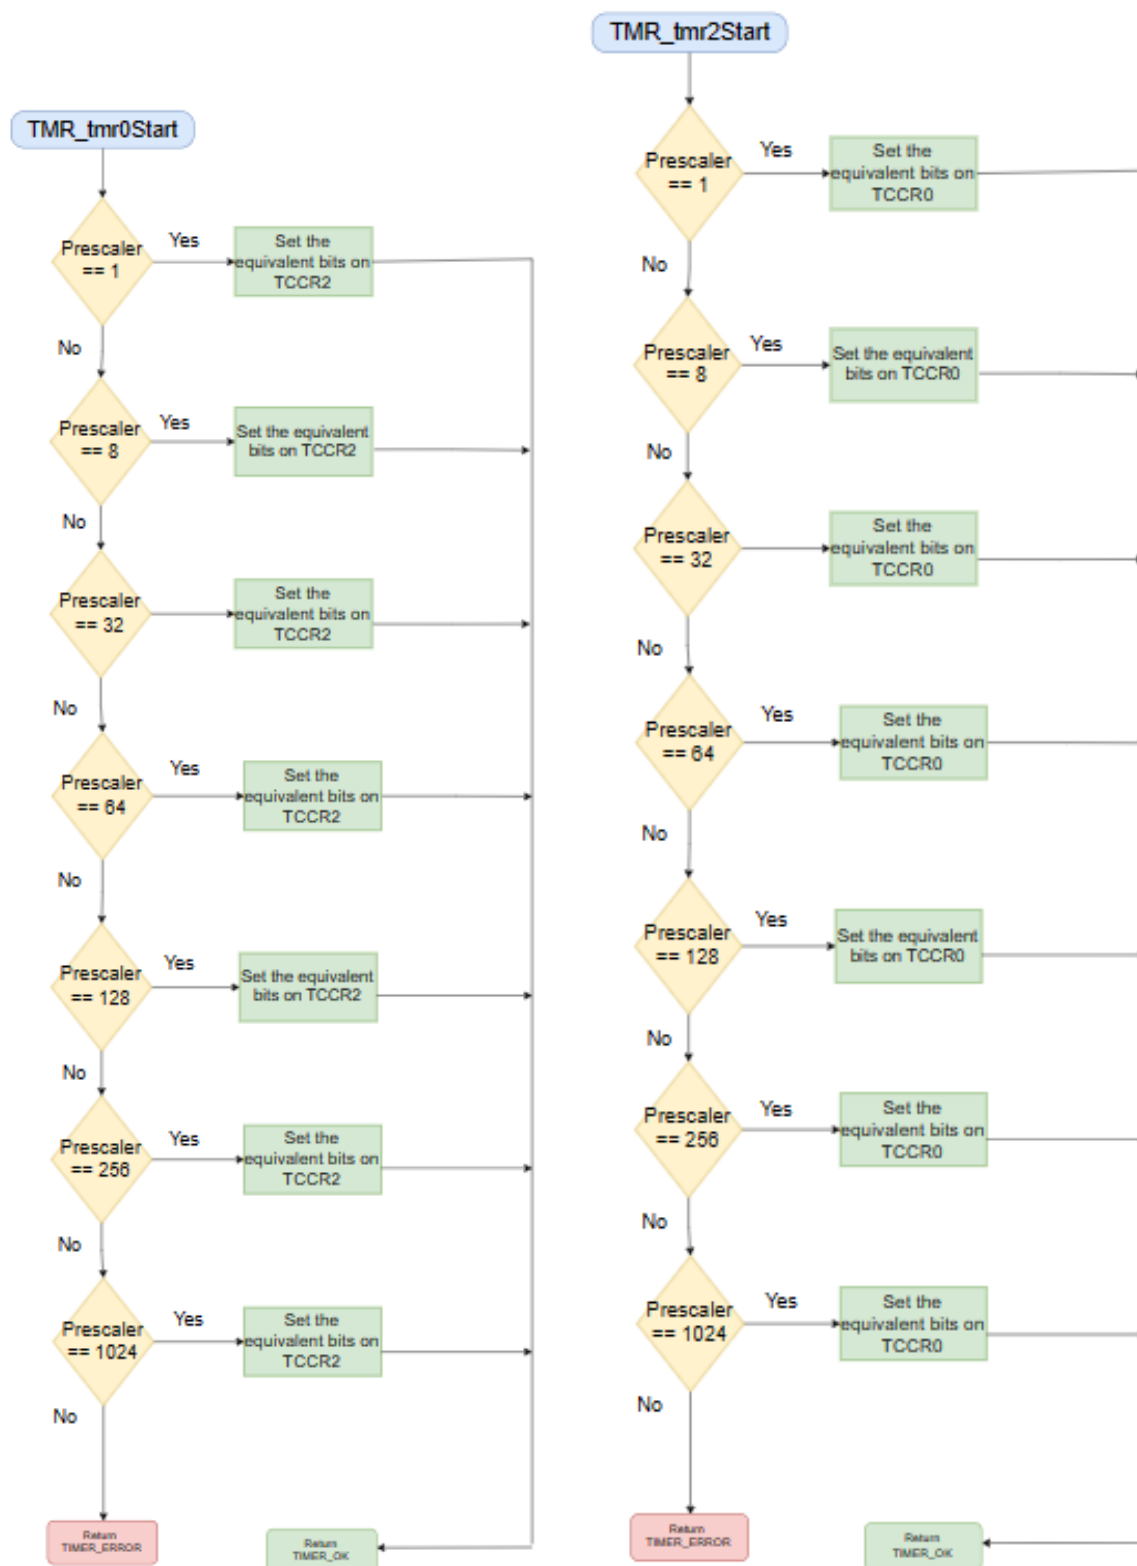 TMR_tmr0Start
Prescaler
== 1
Yes
Set the
equivalent bits on
TCCR2
No
Prescaler
== 8
Yes
Set the equivalent
bits on TCCR2
No
Prescaler
== 32
Yes
Set the
equivalent bits on
TCCR2
No
Prescaler
== 64
Yes
Set the
equivalent bits on
TCCR2
No
Prescaler
== 128
Yes
Set the equivalent
bits on TCCR2
No
Prescaler
== 256
Yes
Set the
equivalent bits on
TCCR2
No
Prescaler
== 1024
Yes
Set the
equivalent bits on
TCCR2
No
Return
TIMER_ERROR
Return
TIMER_OK
TMR_tmr2Start
Prescaler
== 1
Yes
Set the
equivalent bits on
TCCR0
No
Prescaler
== 8
Yes
Set the equivalent
bits on TCCR0
No
Prescaler
== 32
Set the
equivalent bits on
TCCR0
No
Prescaler
== 64
Yes
Set the
equivalent bits on
TCCR0
No
Prescaler
== 128
Yes
Set the equivalent
bits on TCCR0
No
Prescaler
== 256
Yes
Set the
equivalent bits on
TCCR0
No
Prescaler
== 1024
Yes
Set the
equivalent bits on
TCCR0
No
Return
TIMER_ERROR
Return
TIMER_OK